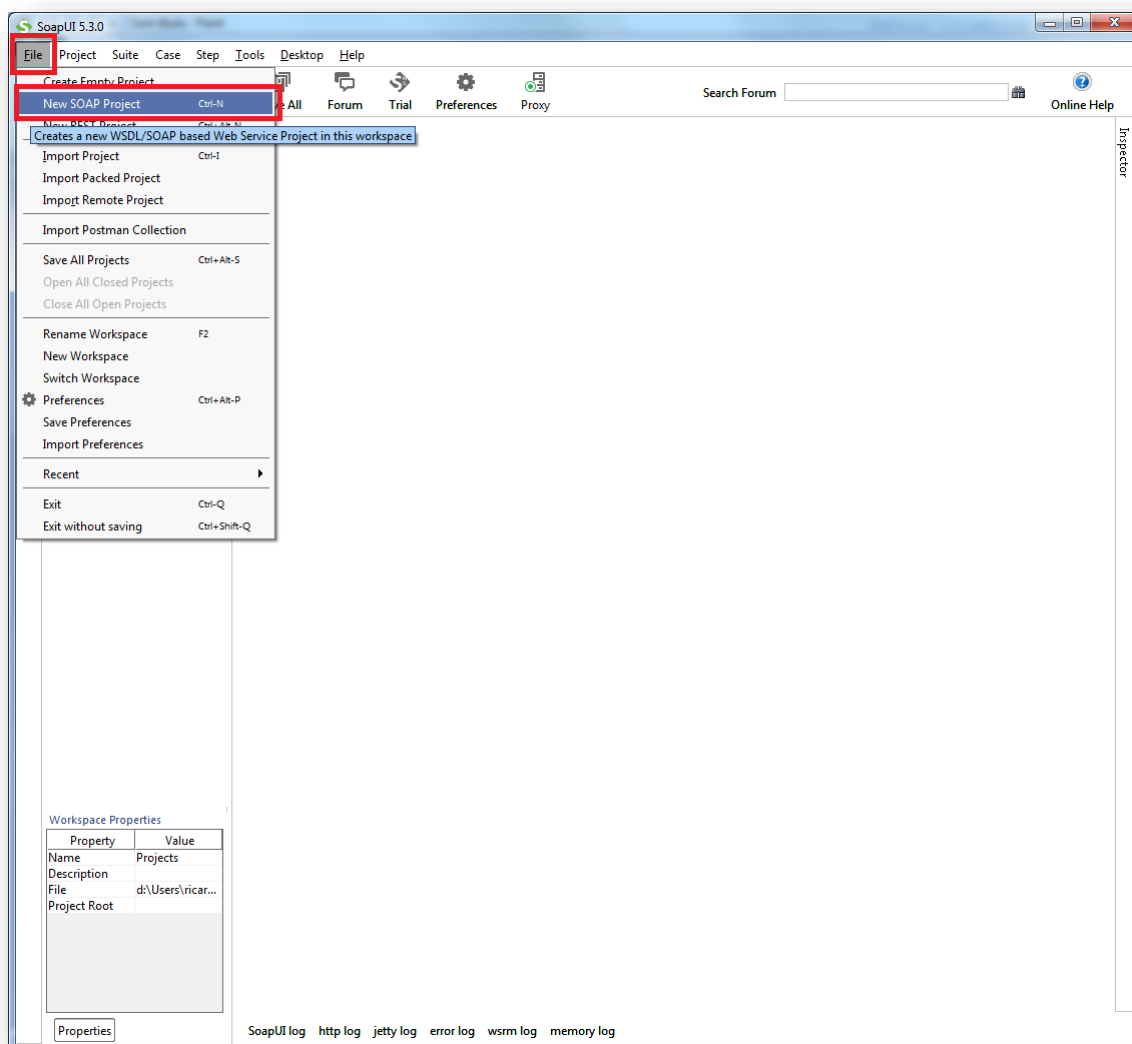 SoapUI 5.3.0
File Project Suite Case Step Tools Desktop Help
Create Empty Project
All Forum Trial Preferences Proxy Search Forum Online Help
New SOAP Project Ctrl-N
New REST Project Ctrl+Alt-N
Creates a new WSDL/SOAP based Web Service Project in this workspace
Import Project Ctrl-I
Import Packed Project
Import Remote Project
Import Postman Collection
Save All Projects Ctrl+Alt-S
Open All Closed Projects
Close All Open Projects
Rename Workspace F2
New Workspace
Switch Workspace
Preferences Ctrl+Alt-P
Save Preferences
Import Preferences
Recent
Exit Ctrl-Q
Exit without saving Ctrl+Shift-Q
Inspector
Workspace Properties
Property Value
Name Projects
Description
File d:\Users\ricar...
Project Root
Properties SoapUI log http log jetty log error log wsrm log memory log